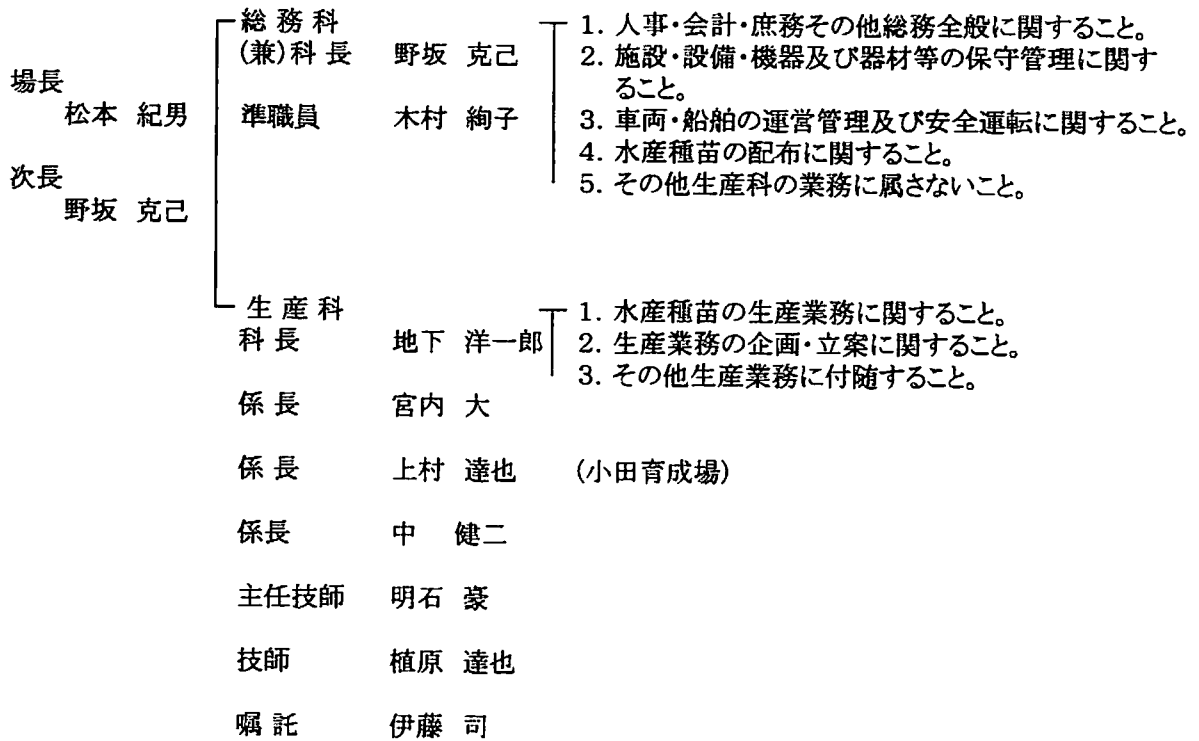 場長
松本 紀男
次長
野坂 克己
総務科
(兼)科長 野坂 克己
準職員 木村 絢子
1. 人事・会計・庶務その他総務全般に関すること。
2. 施設・設備・機器及び器材等の保守管理に関す
ること。
3. 車両・船舶の運営管理及び安全運転に関すること。
4. 水産種苗の配布に関すること。
5. その他生産科の業務に属さないこと。
生産科
科長 地下 洋一郎
1. 水産種苗の生産業務に関すること。
2. 生産業務の企画・立案に関すること。
3. その他生産業務に付随すること。
係長 宮内 大
係長 上村 達也 (小田育成場)
係長 中 健二
主任技師 明石 豪
技師 植原 達也
嘱託 伊藤 司